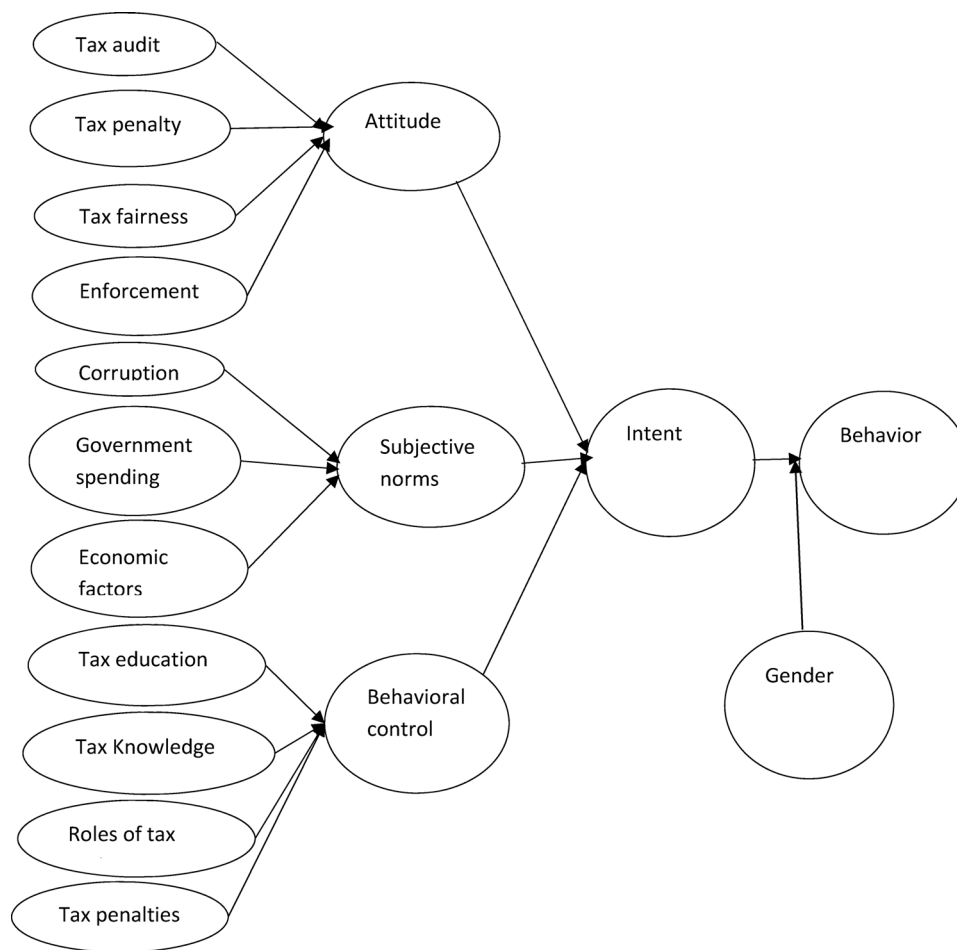 Tax audit
Tax penalty
Tax fairness
Enforcement
Corruption
Government
spending
Economic
factors
Tax education
Tax Knowledge
Roles of tax
Tax penalties
Attitude
Subjective
norms
Behavioral
control
Intent
Behavior
Gender